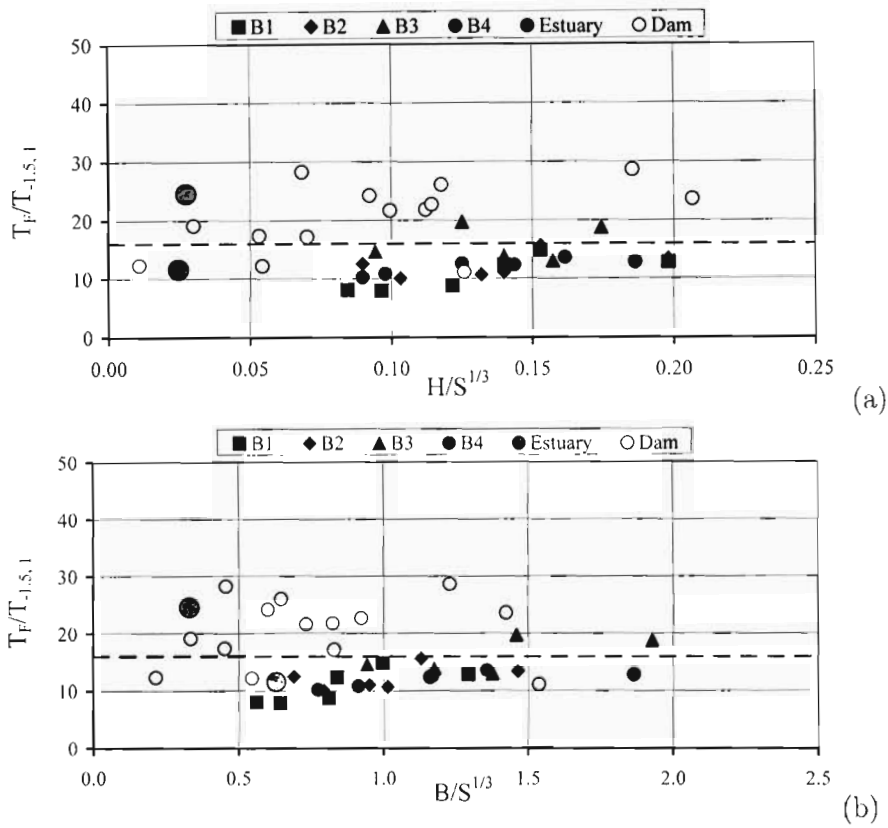 B1 B2 B3 B4 Estuary Dam
50
40
30
20
10
0
T_F/T_{-1.5, 1}
0.00 0.05 0.10 0.15 0.20 0.25
H/S^{1/3}
(a)
B1 B2 B3 B4 Estuary Dam
50
40
30
20
10
0
T_F/T_{-1.5, 1}
0.0 0.5 1.0 1.5 2.0 2.5
B/S^{1/3}
(b)